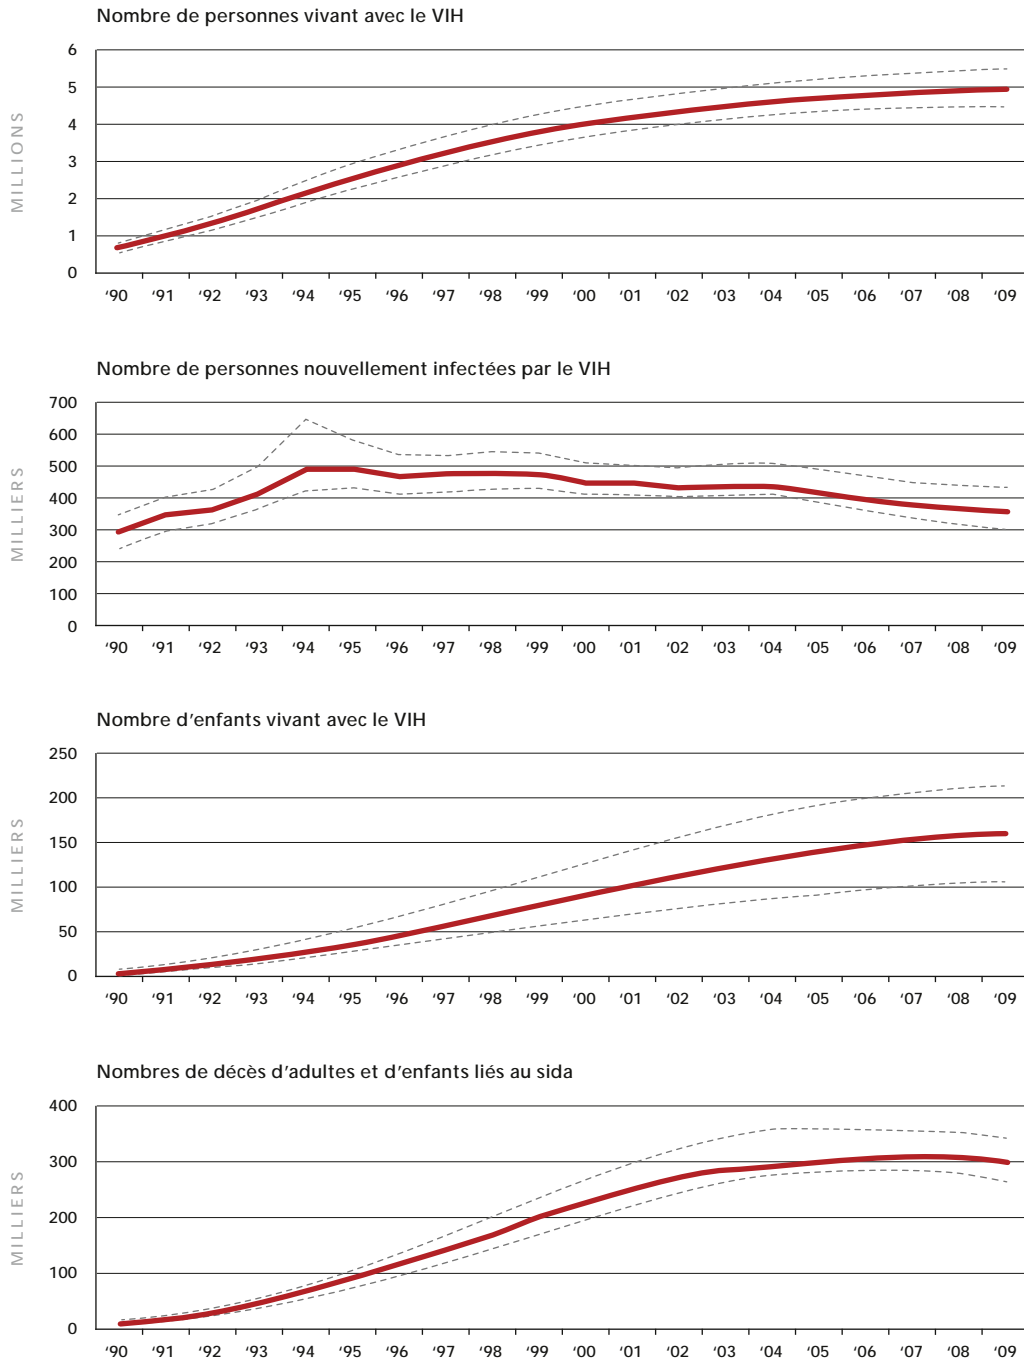 Nombre de personnes vivant avec le VIH
6
5
4
3
2
1
0
MILLIONS
‘90 ‘91 ‘92 ‘93 ‘94 ‘95 ‘96 ‘97 ‘98 ‘99 ‘00 ‘01 ‘02 ‘03 ‘04 ‘05 ‘06 ‘07 ‘08 ‘09
Nombre de personnes nouvellement infectées par le VIH
700
600
500
400
300
200
100
0
MILLIERS
‘90 ‘91 ‘92 ‘93 ‘94 ‘95 ‘96 ‘97 ‘98 ‘99 ‘00 ‘01 ‘02 ‘03 ‘04 ‘05 ‘06 ‘07 ‘08 ‘09
Nombre d’enfants vivant avec le VIH
250
200
150
100
50
0
MILLIERS
‘90 ‘91 ‘92 ‘93 ‘94 ‘95 ‘96 ‘97 ‘98 ‘99 ‘00 ‘01 ‘02 ‘03 ‘04 ‘05 ‘06 ‘07 ‘08 ‘09
Nombres de décès d’adultes et d’enfants liés au sida
400
300
200
100
0
MILLIERS
‘90 ‘91 ‘92 ‘93 ‘94 ‘95 ‘96 ‘97 ‘98 ‘99 ‘00 ‘01 ‘02 ‘03 ‘04 ‘05 ‘06 ‘07 ‘08 ‘09